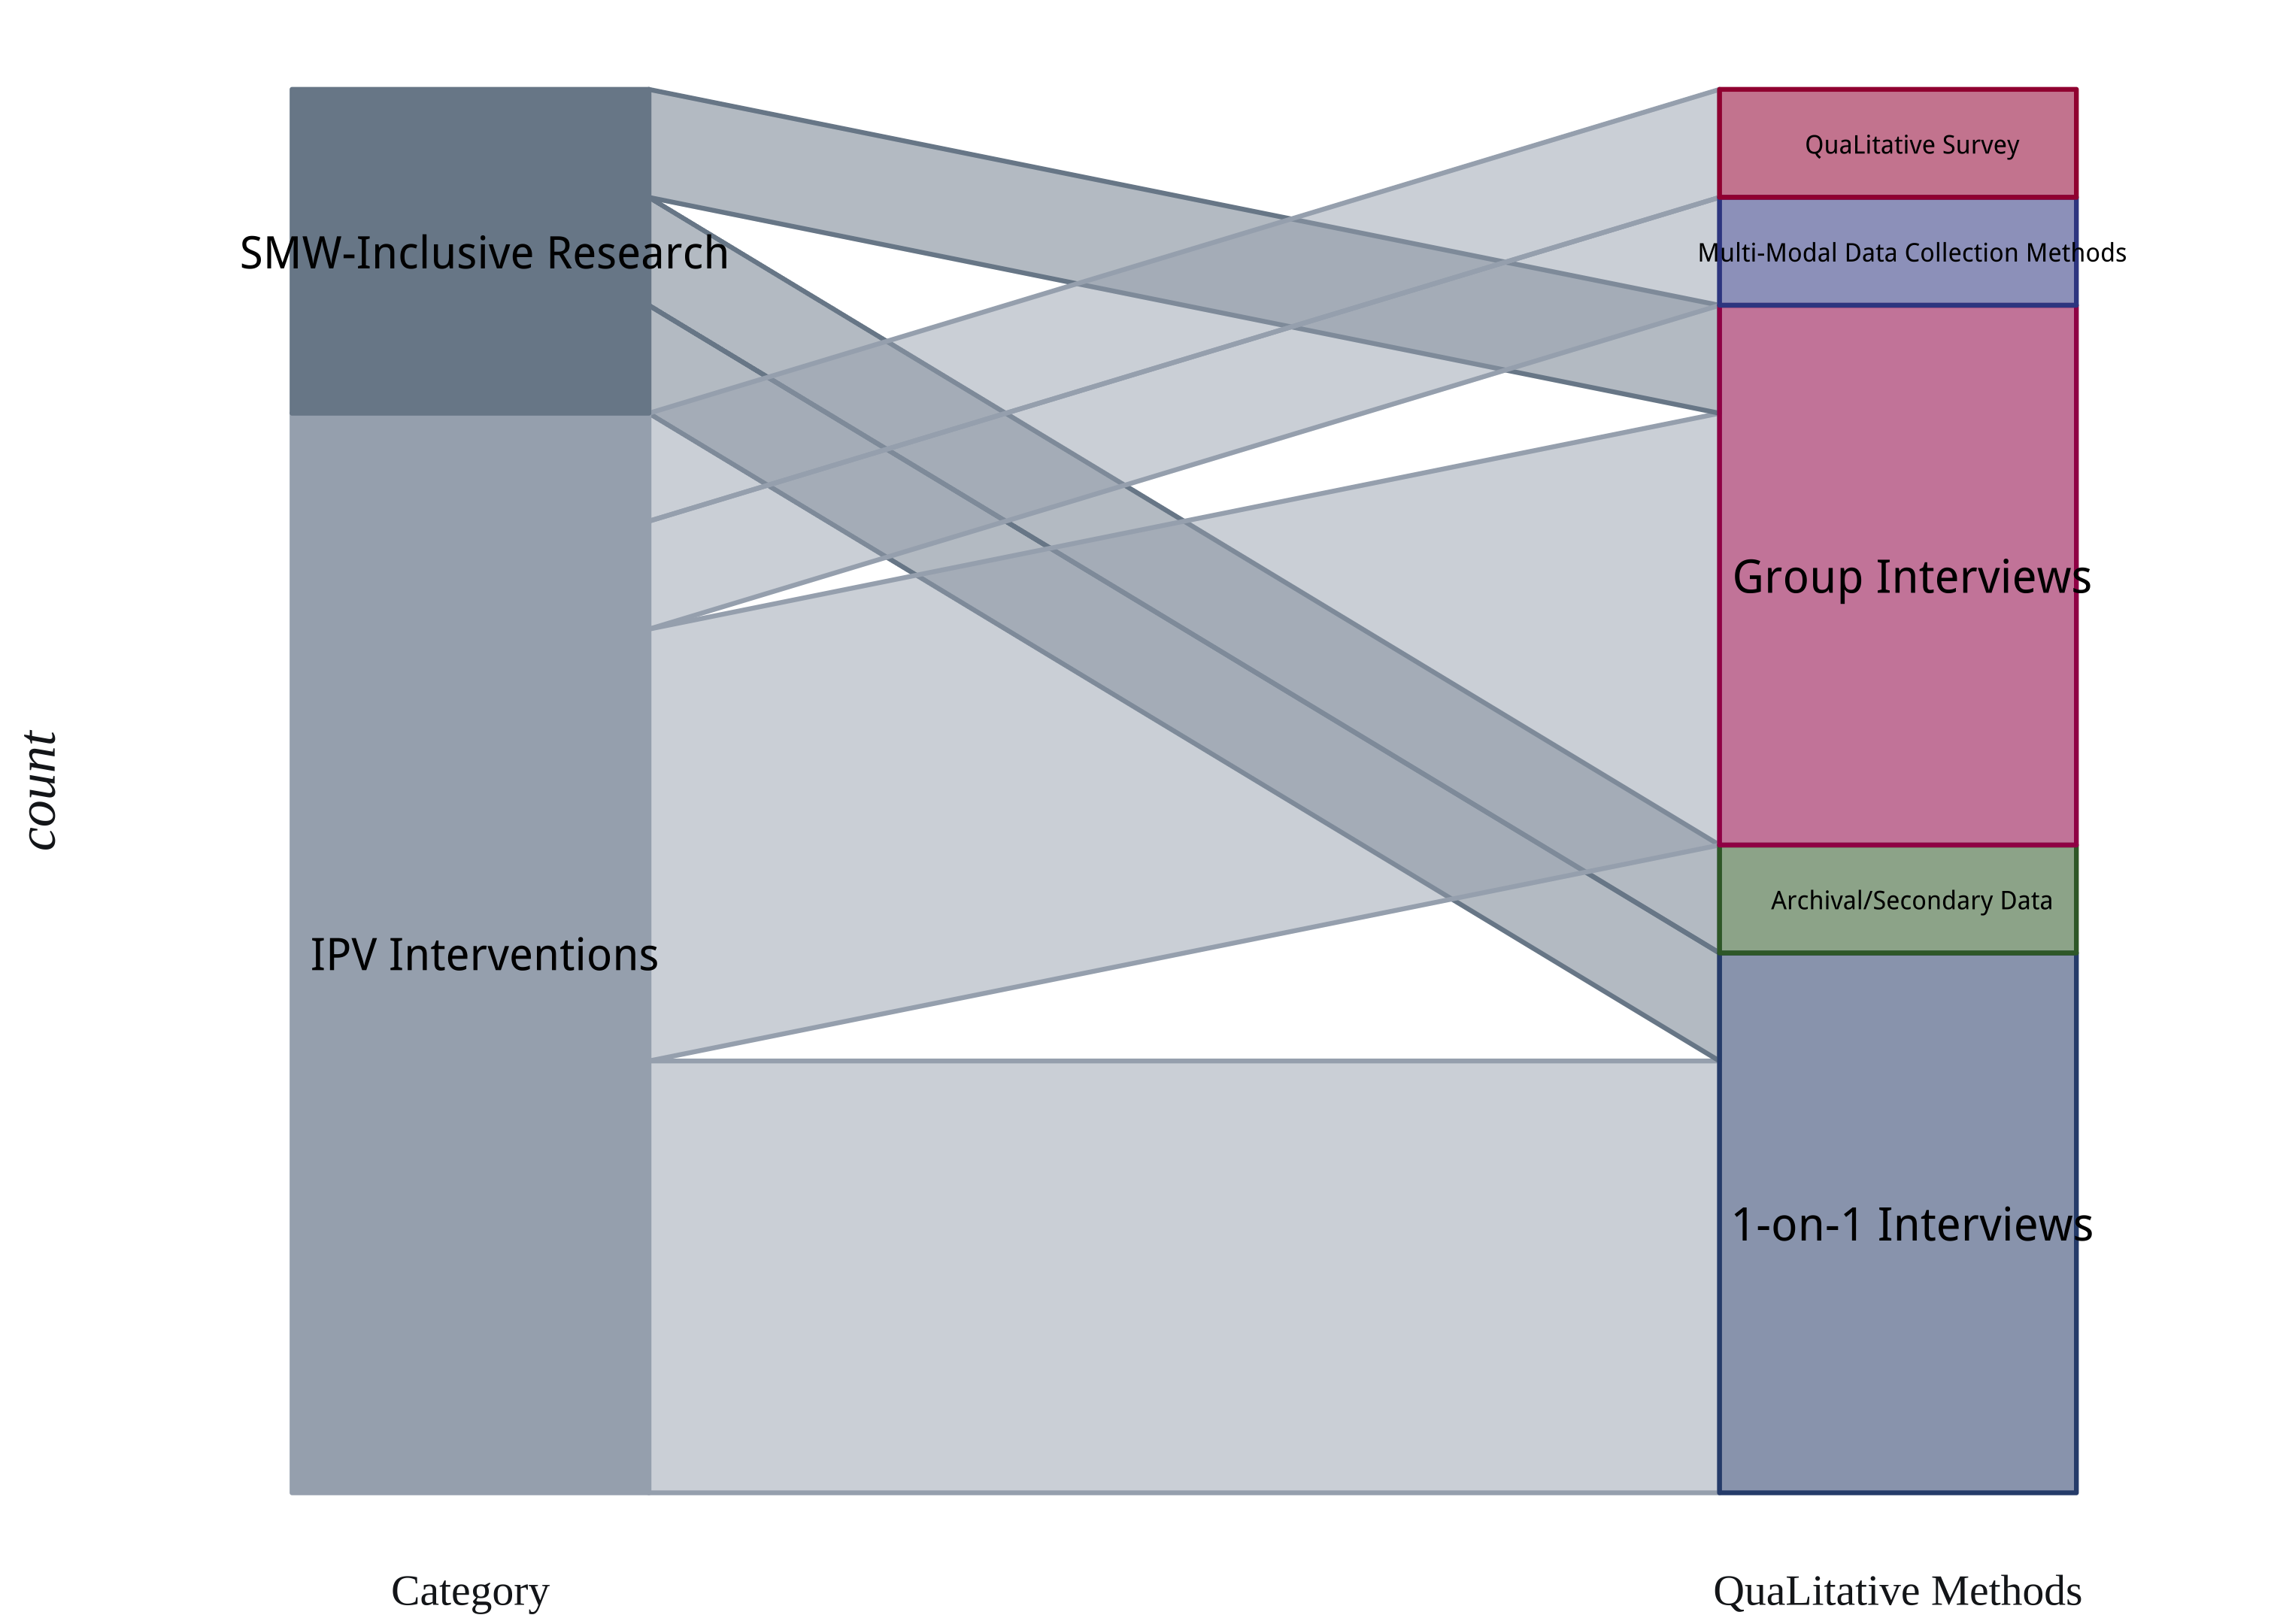 QuaLitative Survey
SMW-Inclusive Research
Multi-Modal Data Collection Methods
Group Interviews
count
Archival/Secondary Data
IPV Interventions
1-on-1 Interviews
Category
QuaLitative Methods